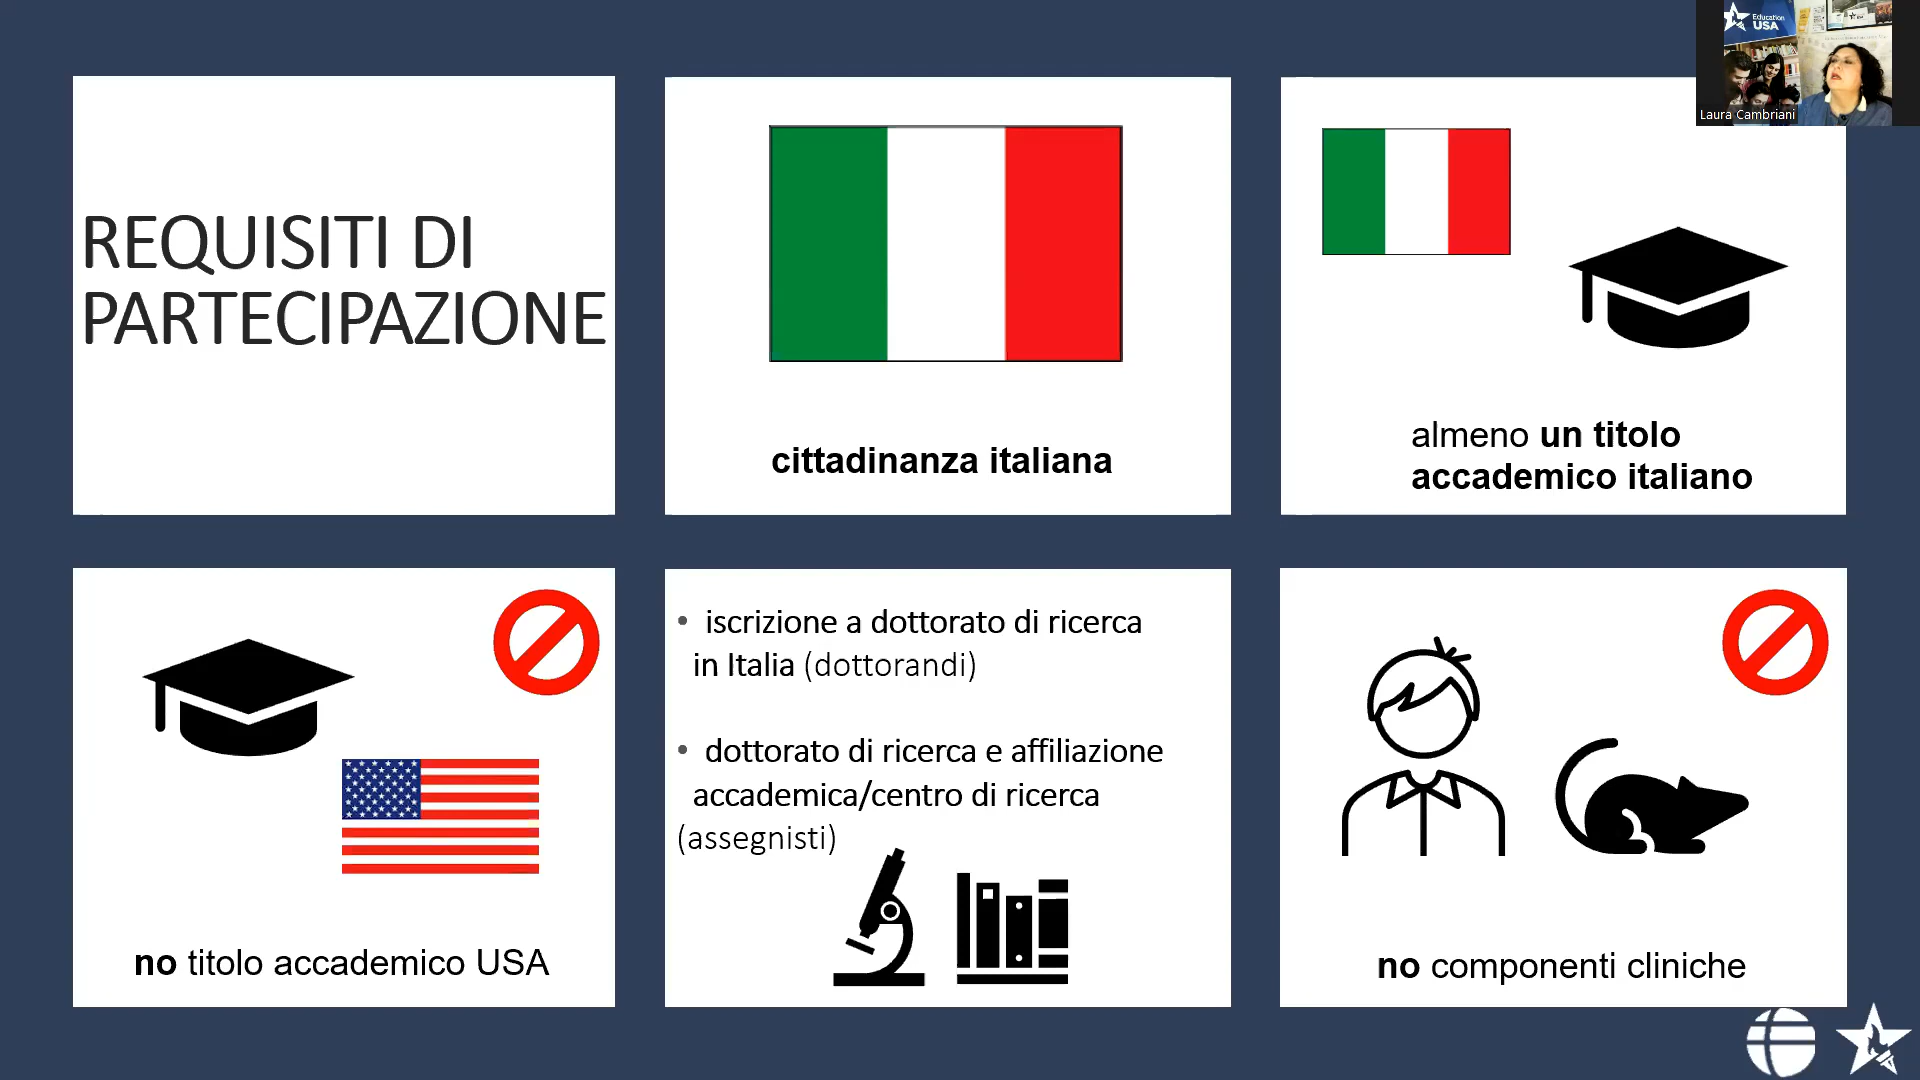 Education
USA
Laura Cambriani
REQUISITI DI
PARTECIPAZIONE
cittadinanza italiana
almeno un titolo
accademico italiano
no titolo accademico USA
• iscrizione a dottorato di ricerca
in Italia (dottorandi)
• dottorato di ricerca e affiliazione
accademica/centro di ricerca
(assegnisti)
no componenti cliniche